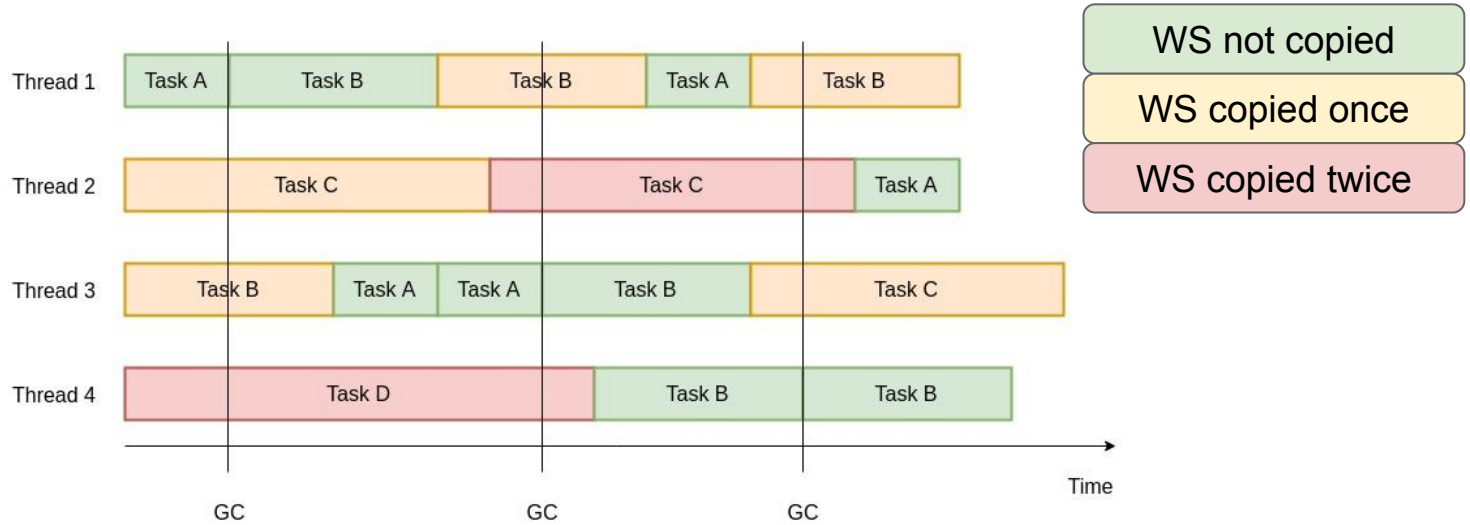 WS not copied
WS copied once
WS copied twice
Thread 1 Task A Task B Task B Task A Task B
Thread 2 Task C Task C Task A
Thread 3 Task B Task A Task A Task B Task C
Thread 4 Task D Task B Task B
Time
GC GC GC